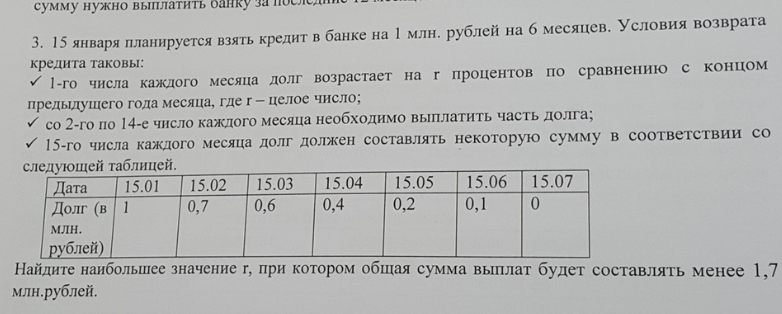 сумму нужно выплатить банку за последние 12
3. 15 января планируется взять кредит в банке на 1 млн. рублей на 6 месяцев. Условия возврата
кредита таковы:
✓ 1-го числа каждого месяца долг возрастает на r процентов по сравнению с концом
предыдущего года месяца, где r – целое число;
✓ со 2-го по 14-е число каждого месяца необходимо выплатить часть долга;
✓ 15-го числа каждого месяца долг должен составлять некоторую сумму в соответствии со
следующей таблицей.
Дата 15.01 15.02 15.03 15.04 15.05 15.06 15.07
Долг (в 1 0,7 0,6 0,4 0,2 0,1 0
млн.
рублей)
Найдите наибольшее значение r, при котором общая сумма выплат будет составлять менее 1,7
млн.рублей.